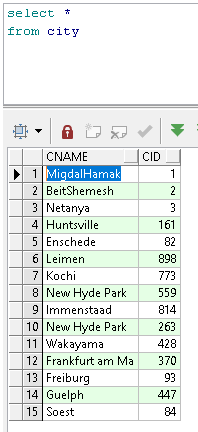 select *
from city
CNAME CID
1 MigdalHamak 1
2 BeitShemesh 2
3 Netanya 3
4 Huntsville 161
5 Enschede 82
6 Leimen 898
7 Kochi 773
8 New Hyde Park 559
9 Immenstaad 814
10 New Hyde Park 263
11 Wakayama 428
12 Frankfurt am Ma 370
13 Freiburg 93
14 Guelph 447
15 Soest 84